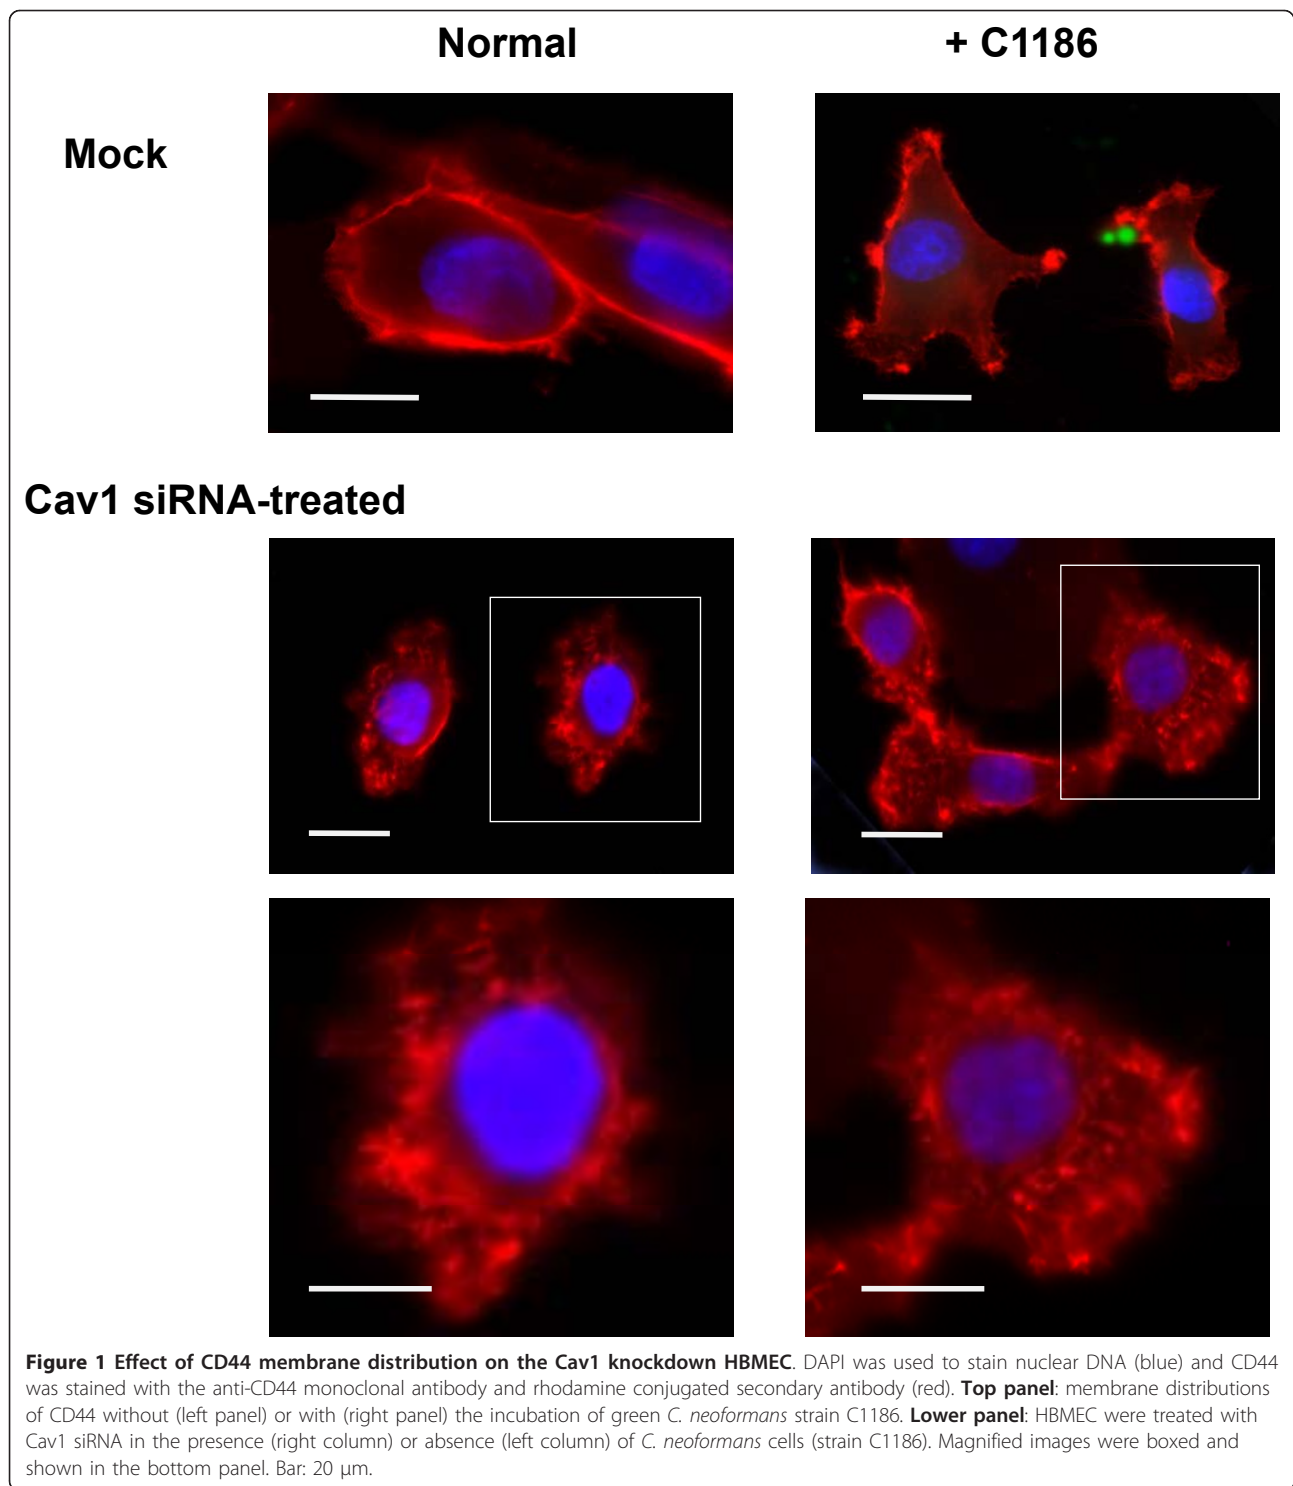 Normal
+ C1186
Mock
Cav1 siRNA-treated
Figure 1 Effect of CD44 membrane distribution on the Cav1 knockdown HBMEC. DAPI was used to stain nuclear DNA (blue) and CD44
was stained with the anti-CD44 monoclonal antibody and rhodamine conjugated secondary antibody (red). Top panel: membrane distributions
of CD44 without (left panel) or with (right panel) the incubation of green C. neoformans strain C1186. Lower panel: HBMEC were treated with
Cav1 siRNA in the presence (right column) or absence (left column) of C. neoformans cells (strain C1186). Magnified images were boxed and
shown in the bottom panel. Bar: 20 μm.